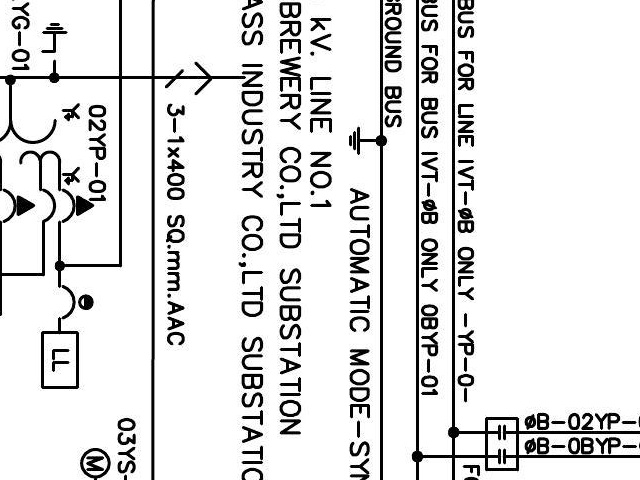 BUS FOR LINE IVT-øB ONLY -YP-0-
BUS FOR BUS IVT-øB ONLY 0BYP-01
GROUND BUS
AUTOMATIC MODE-SYN
kV. LINE NO.1
BREWERY CO.,LTD SUBSTATION
ASS INDUSTRY CO.,LTD SUBSTATIO
3-1x400 SQ.mm.AAC
02YP-01
YG-01
LL
03YS-
M
øB-02YP-
øB-0BYP-